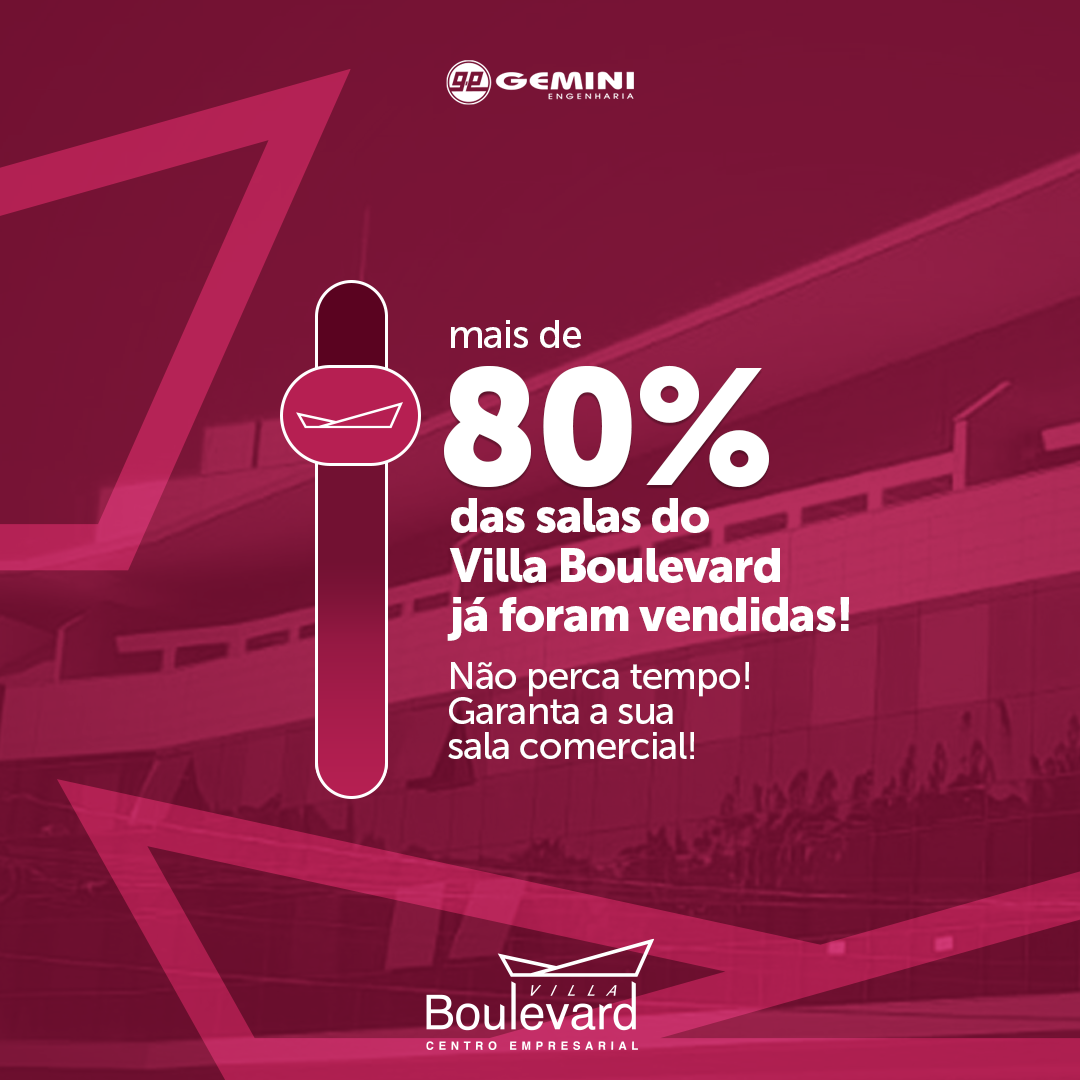 ge GEMINI
ENGENHARIA
mais de
80%
das salas do
Villa Boulevard
já foram vendidas!
Não perca tempo!
Garanta a sua
sala comercial!
VILLA
Boulevard
CENTRO EMPRESARIAL